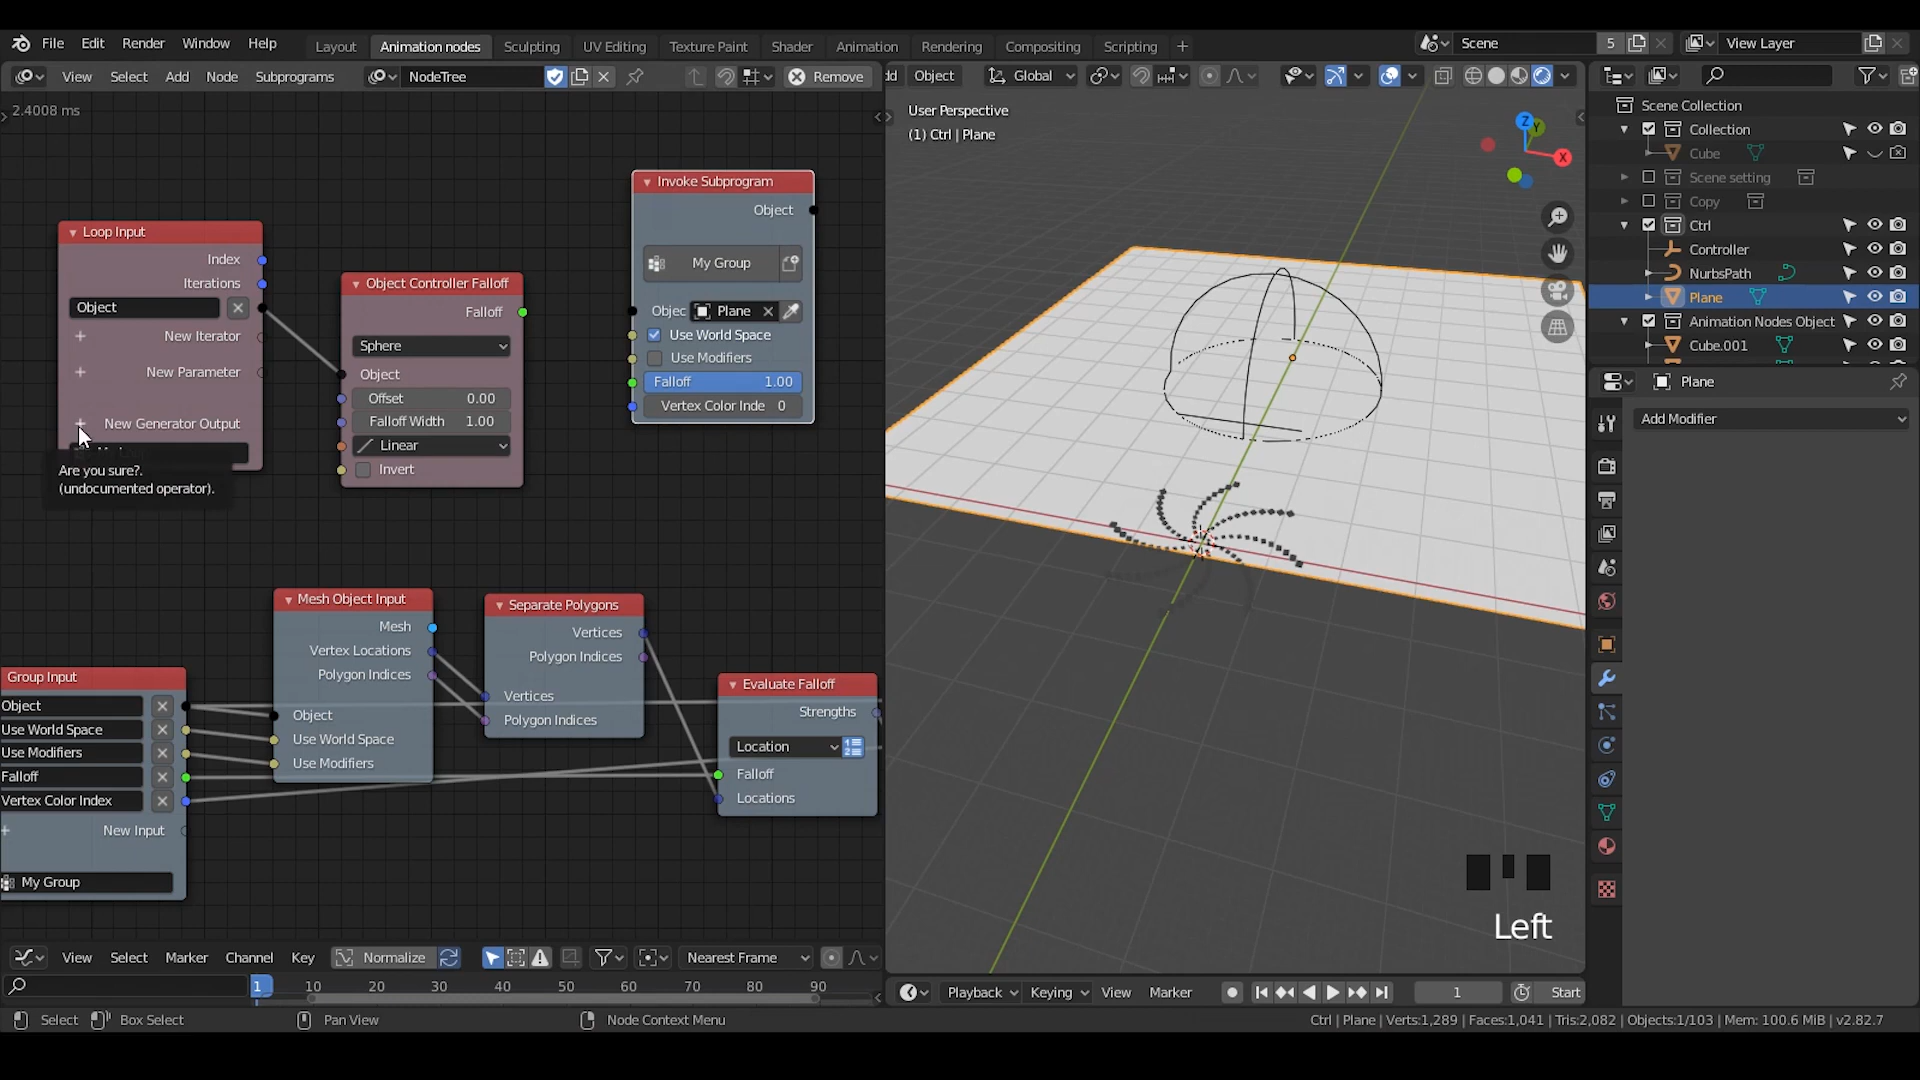 File Edit Render Window Help
Layout Animation nodes Sculpting UV Editing Texture Paint Shader Animation Rendering Compositing Scripting
Scene 5 View Layer
View Select Add Node Subprograms NodeTree Remove
dd Object Global
2.4008 ms
User Perspective
(1) Ctrl | Plane
Z Y X
Invoke Subprogram
Object
My Group
Objec Plane
Use World Space
Use Modifiers
Falloff 1.00
Vertex Color Inde 0
Loop Input
Index
Iterations
Object
New Iterator
New Parameter
New Generator Output
Are you sure?.
(undocumented operator).
Object Controller Falloff
Falloff
Sphere
Object
Offset 0.00
Falloff Width 1.00
Linear
Invert
Mesh Object Input
Mesh
Vertex Locations
Polygon Indices
Object
Use World Space
Use Modifiers
Separate Polygons
Vertices
Polygon Indices
Vertices
Polygon Indices
Evaluate Falloff
Strengths
Location
Falloff
Locations
Group Input
Object
Use World Space
Use Modifiers
Falloff
Vertex Color Index
New Input
My Group
Left
Scene Collection
Collection
Cube
Scene setting
Copy
Ctrl
Controller
NurbsPath
Plane
Animation Nodes Object
Cube.001
Plane
Add Modifier
View Select Marker Channel Key Normalize Nearest Frame
1 10 20 30 40 50 60 70 80 90
Playback Keying View Marker 1 Start
Select Box Select Pan View Node Context Menu
Ctrl | Plane | Verts:1,289 | Faces:1,041 | Tris:2,082 | Objects:1/103 | Mem: 100.6 MiB | v2.82.7